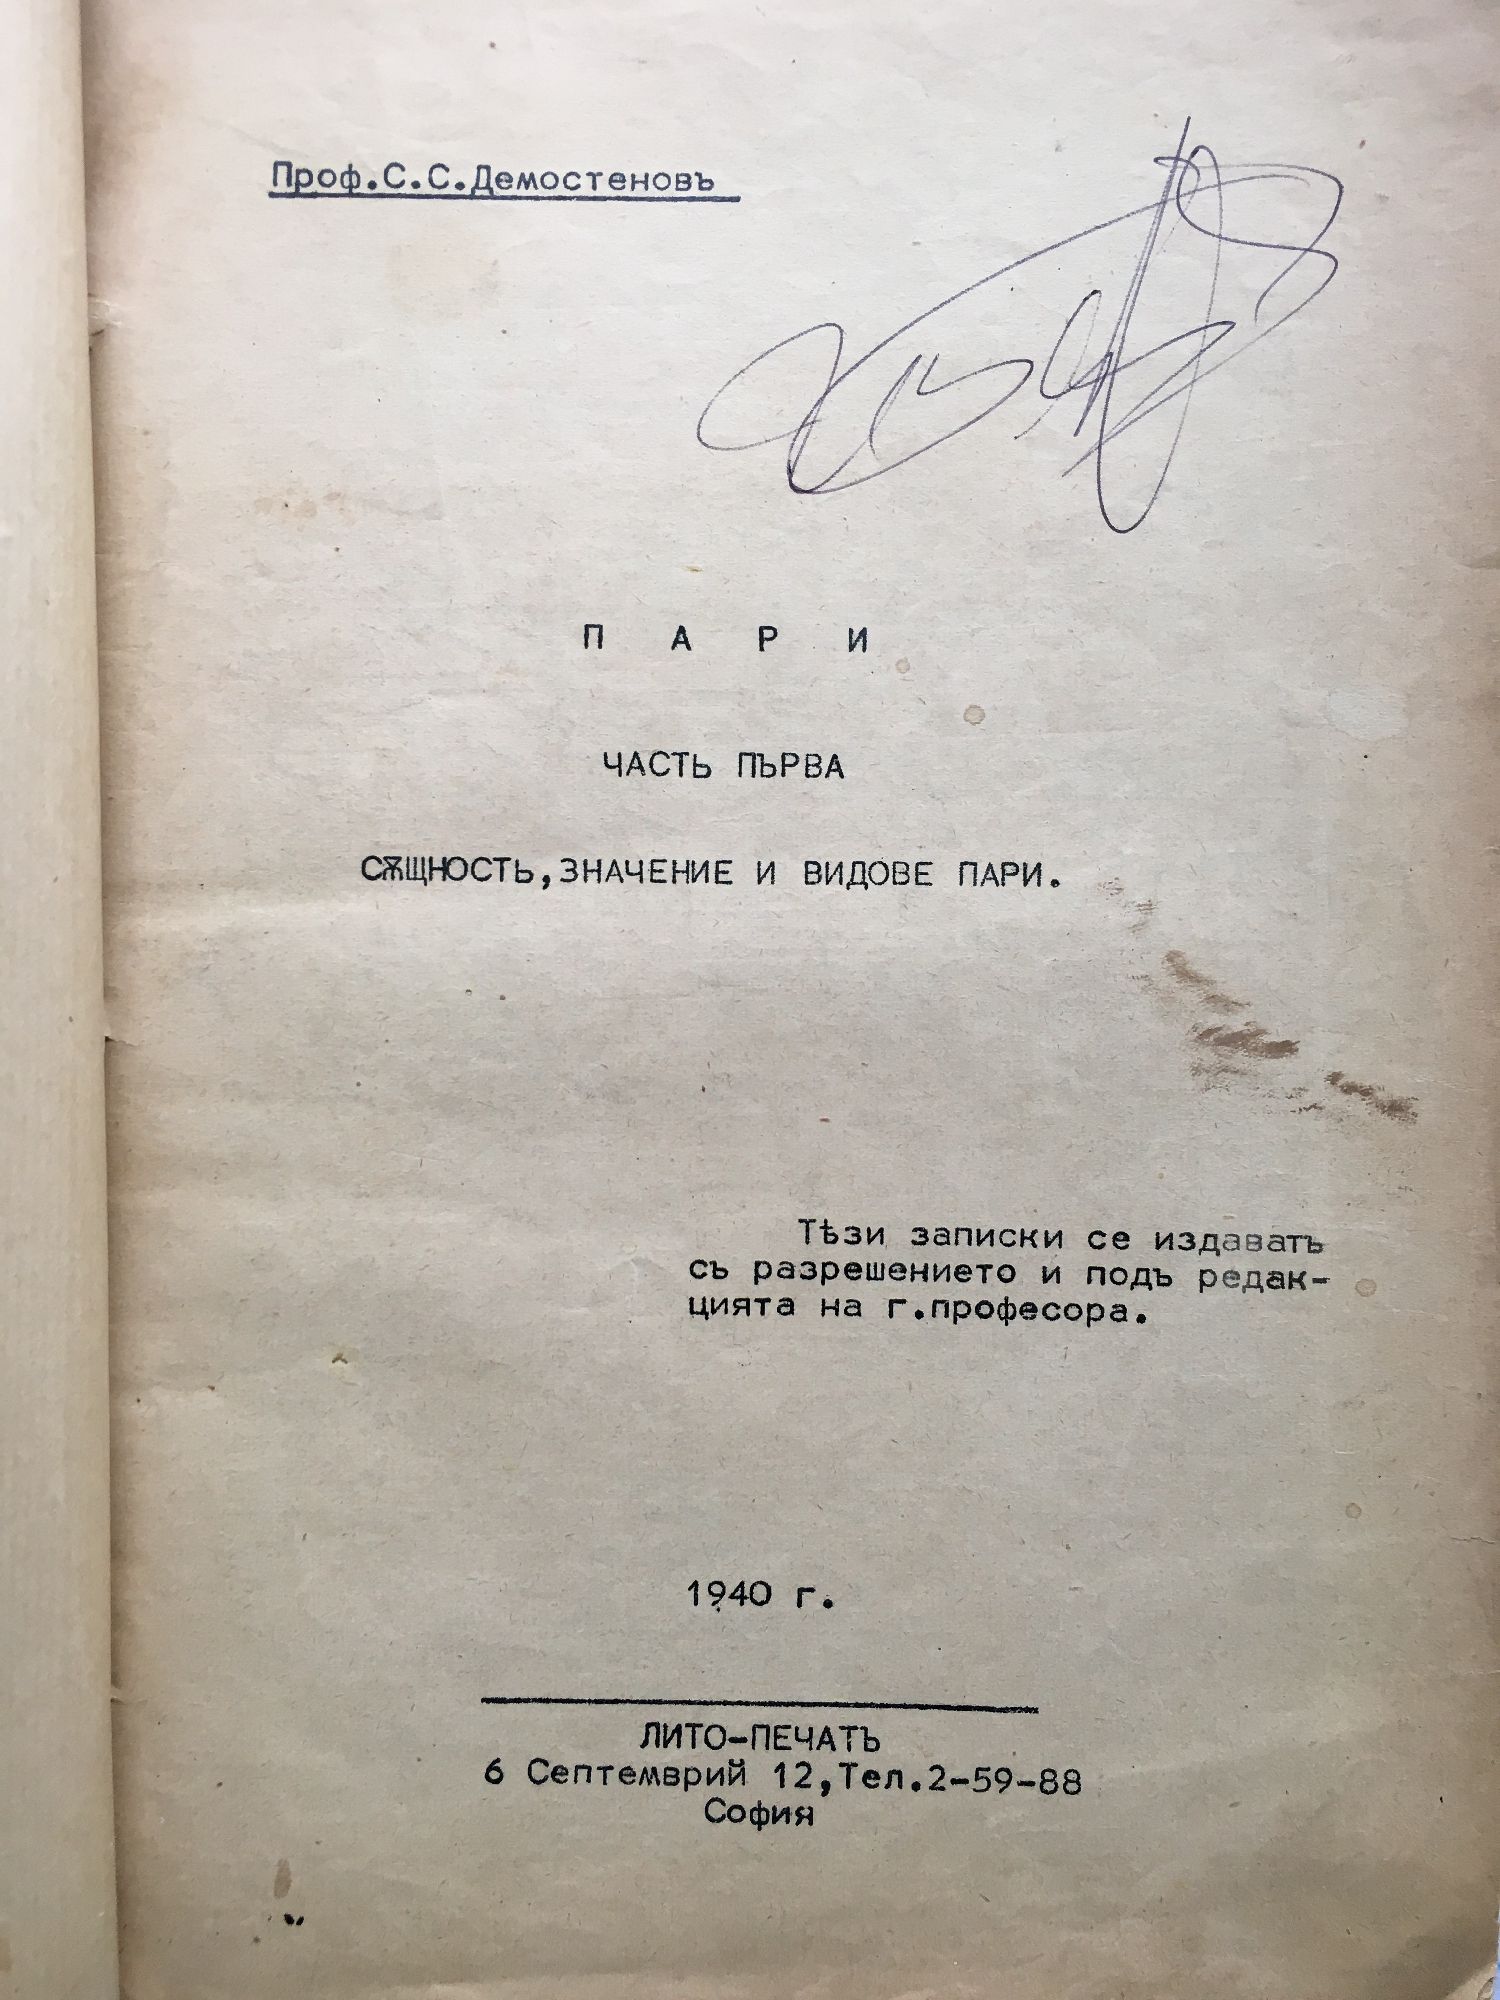 Проф.С.С.Демостеновъ
П А Р И
ЧАСТЬ ПЪРВА
СѪЩНОСТЬ,ЗНАЧЕНИЕ И ВИДОВЕ ПАРИ.
Тѣзи записки се издаватъ
съ разрешението и подъ редак-
цията на г.професора.
1940 г.
ЛИТО-ПЕЧАТЪ
6 Септемврий 12,Тел.2-59-88
София